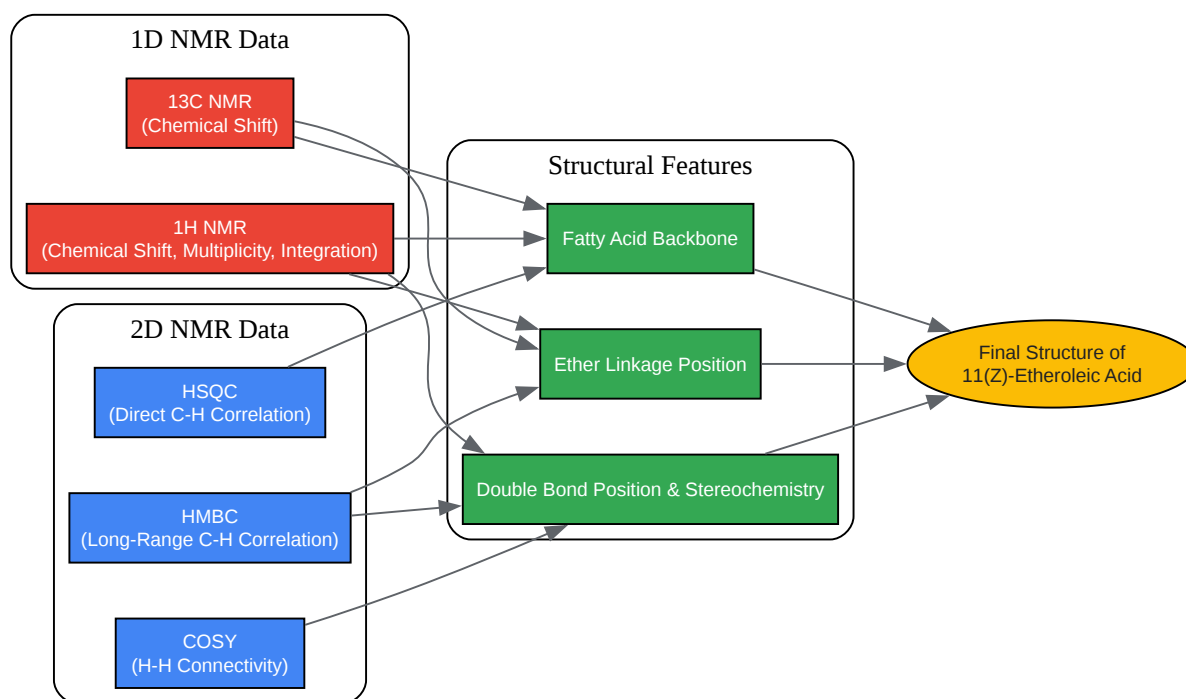 1D NMR Data
13C NMR
(Chemical Shift)
1H NMR
(Chemical Shift, Multiplicity, Integration)
2D NMR Data
HSQC
(Direct C-H Correlation)
HMBC
(Long-Range C-H Correlation)
COSY
(H-H Connectivity)
Structural Features
Fatty Acid Backbone
Ether Linkage Position
Double Bond Position & Stereochemistry
Final Structure of
11(Z)-Etheroleic Acid